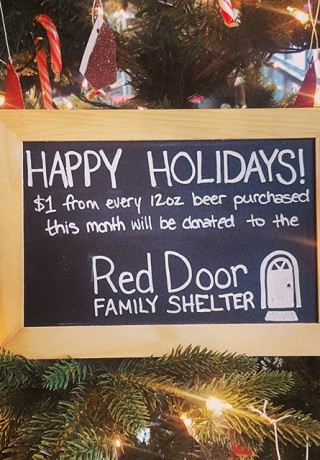 HAPPY HOLIDAYS!
$1 from every 12oz beer purchased
this month will be donated to the
Red Door
FAMILY SHELTER